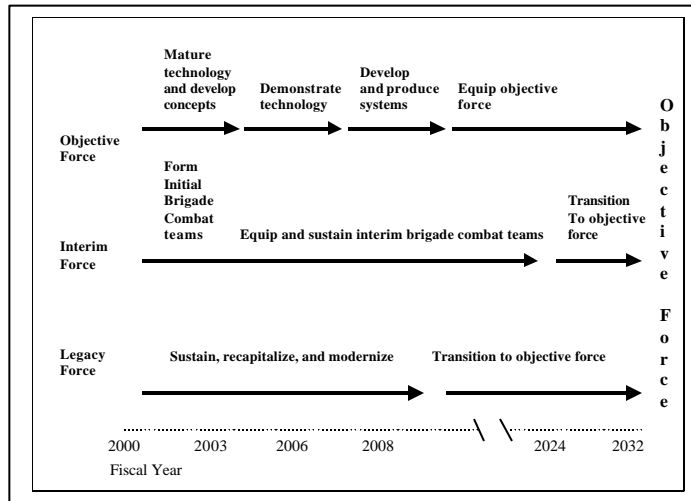 Mature
technology
and develop
concepts
Demonstrate
technology
Develop
and produce
systems
Equip objective
force
Objective
Force
Form
Initial
Brigade
Combat
teams
Equip and sustain interim brigade combat teams
Transition
To objective
force
Interim
Force
Legacy
Force
Sustain, recapitalize, and modernize
Transition to objective force
2000 2003 2006 2008 2024 2032
Fiscal Year
Objective Force